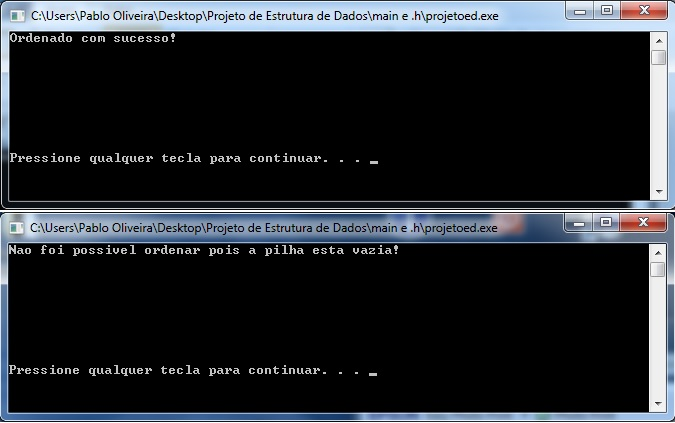 C:\Users\Pablo Oliveira\Desktop\Projeto de Estrutura de Dados\main e .h\projetoed.exe
Ordenado com sucesso!
Pressione qualquer tecla para continuar. . . _
C:\Users\Pablo Oliveira\Desktop\Projeto de Estrutura de Dados\main e .h\projetoed.exe
Nao foi possivel ordenar pois a pilha esta vazia!
Pressione qualquer tecla para continuar. . . _